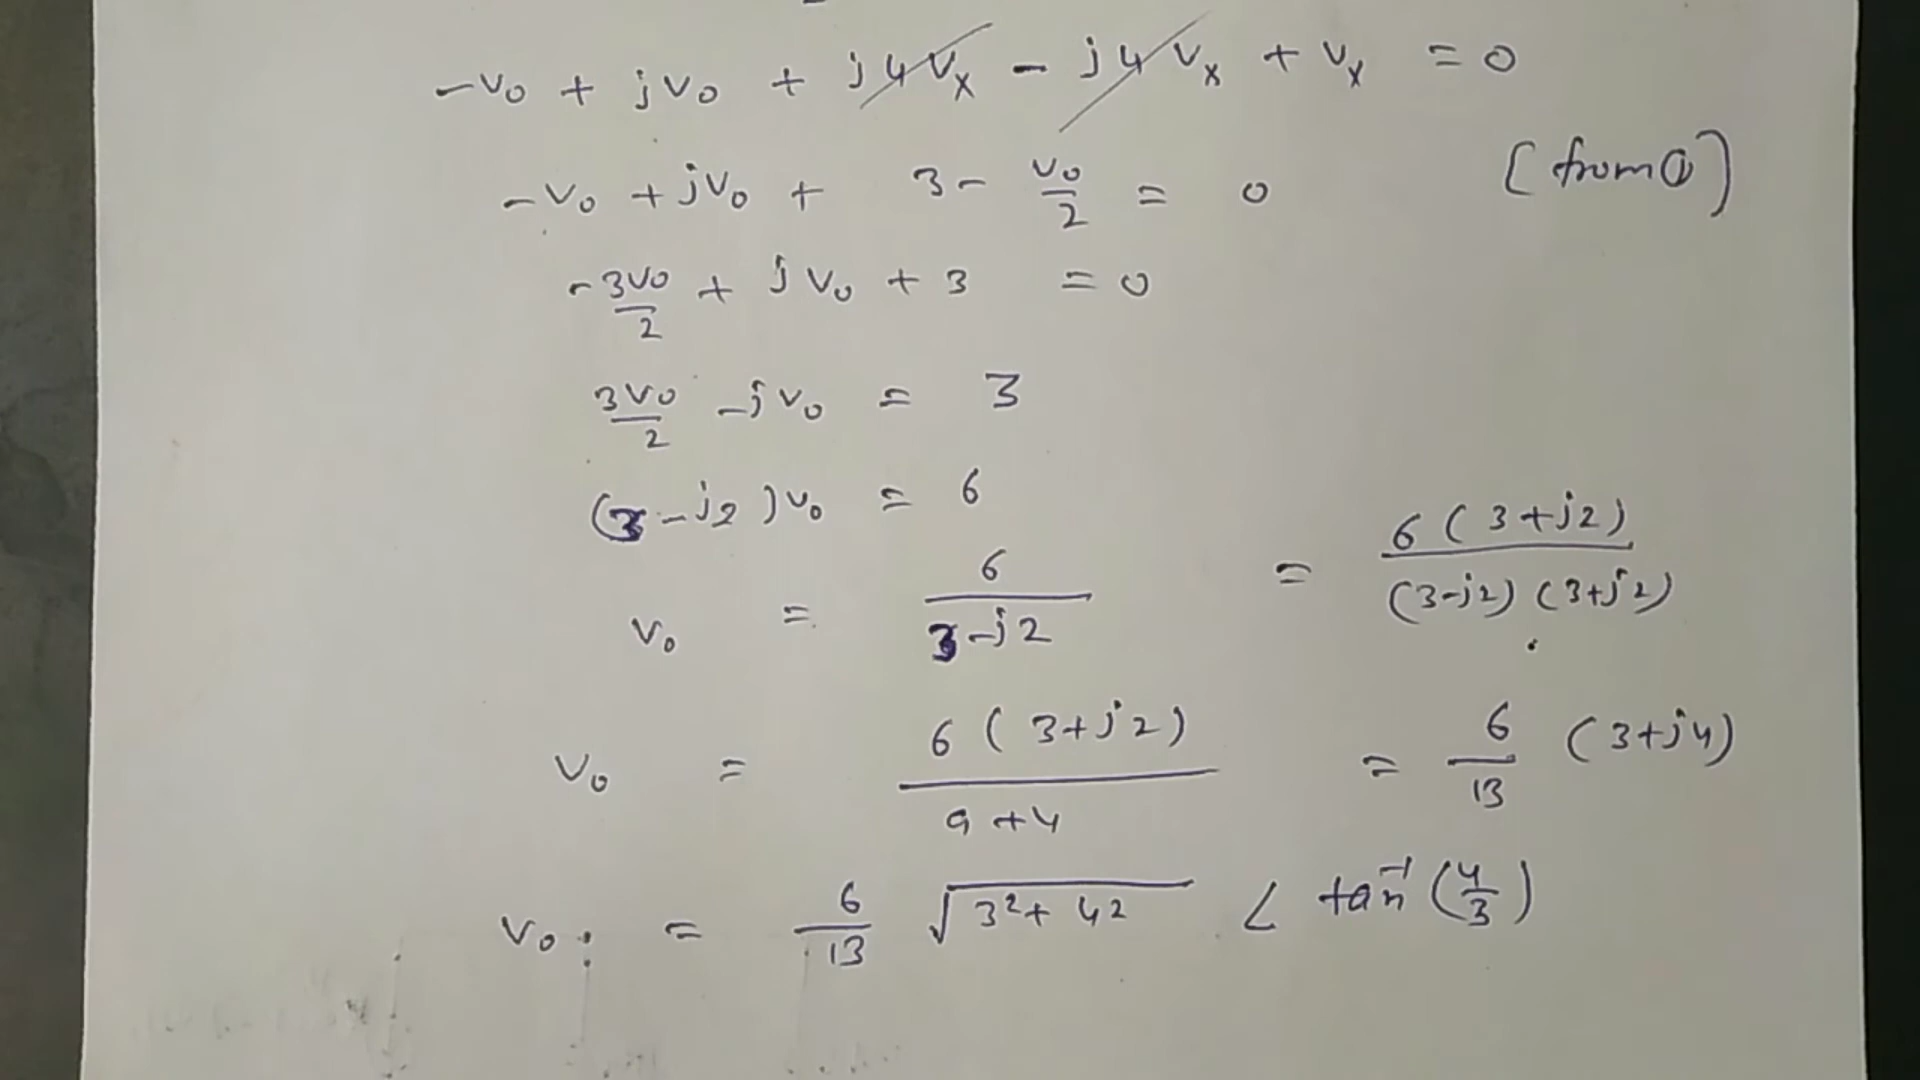 -V₀ + jV₀ + j4Vₓ - j4Vₓ + Vₓ = 0
-V₀ + jV₀ + 3 - V₀/2 = 0 [from ①]
-3V₀/2 + jV₀ + 3 = 0
3V₀/2 - jV₀ = 3
(3 - j2)V₀ = 6
V₀ = 6/(3-j2) = 6(3+j2)/((3-j2)(3+j2))
V₀ = 6(3+j2)/(9+4) = 6/13 (3+j4)
V₀ = 6/13 √(3²+42) ∠ tan⁻¹(4/3)